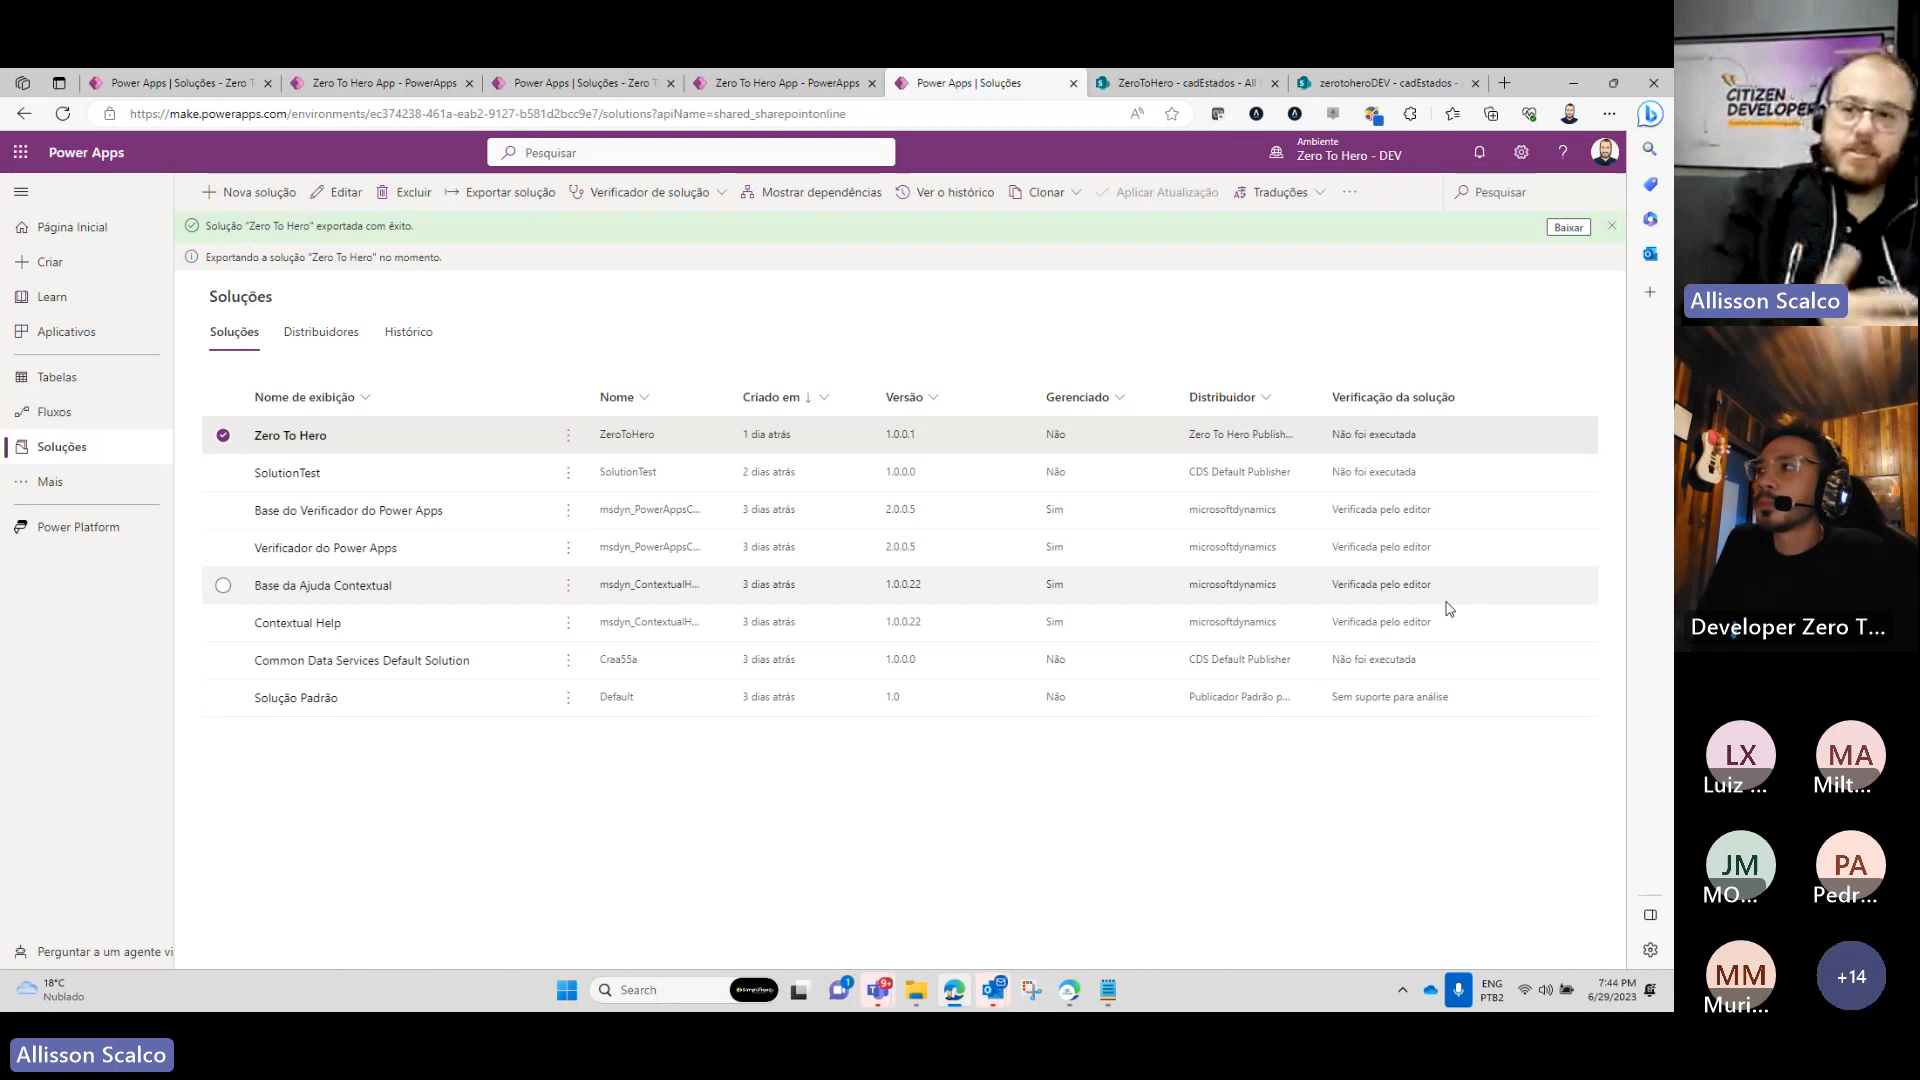 Power Apps | Soluções - Zero T
Zero To Hero App - PowerApps
Power Apps | Soluções - Zero T
Zero To Hero App - PowerApps
Power Apps | Soluções
ZeroToHero - cadEstados - All
zerotoheroDEV - cadEstados -
https://make.powerapps.com/environments/ec374238-461a-eab2-9127-b581d2bcc9e7/solutions?apiName=shared_sharepointonline
Power Apps
Pesquisar
Ambiente
Zero To Hero - DEV
Nova solução
Editar
Excluir
Exportar solução
Verificador de solução
Mostrar dependências
Ver o histórico
Clonar
Aplicar Atualização
Traduções
Pesquisar
Solução "Zero To Hero" exportada com êxito.
Baixar
Exportando a solução "Zero To Hero" no momento.
Página Inicial
Criar
Learn
Aplicativos
Tabelas
Fluxos
Soluções
Mais
Power Platform
Perguntar a um agente vi
Soluções
Soluções Distribuidores Histórico
Nome de exibição Nome Criado em Versão Gerenciado Distribuidor Verificação da solução
Zero To Hero ZeroToHero 1 dia atrás 1.0.0.1 Não Zero To Hero Publish... Não foi executada
SolutionTest SolutionTest 2 dias atrás 1.0.0.0 Não CDS Default Publisher Não foi executada
Base do Verificador do Power Apps msdyn_PowerAppsC... 3 dias atrás 2.0.0.5 Sim microsoftdynamics Verificada pelo editor
Verificador do Power Apps msdyn_PowerAppsC... 3 dias atrás 2.0.0.5 Sim microsoftdynamics Verificada pelo editor
Base da Ajuda Contextual msdyn_ContextualH... 3 dias atrás 1.0.0.22 Sim microsoftdynamics Verificada pelo editor
Contextual Help msdyn_ContextualH... 3 dias atrás 1.0.0.22 Sim microsoftdynamics Verificada pelo editor
Common Data Services Default Solution Craa55a 3 dias atrás 1.0.0.0 Não CDS Default Publisher Não foi executada
Solução Padrão Default 3 dias atrás 1.0 Não Publicador Padrão p... Sem suporte para análise
18°C
Nublado
Search
1
9+
ENG
PTB2
7:44 PM
6/29/2023
CITIZEN
DEVELOPER
Allisson Scalco
Developer Zero T...
LX
Luiz ...
MA
Milt...
JM
MO...
PA
Pedr...
MM
Muri...
+14
Allisson Scalco